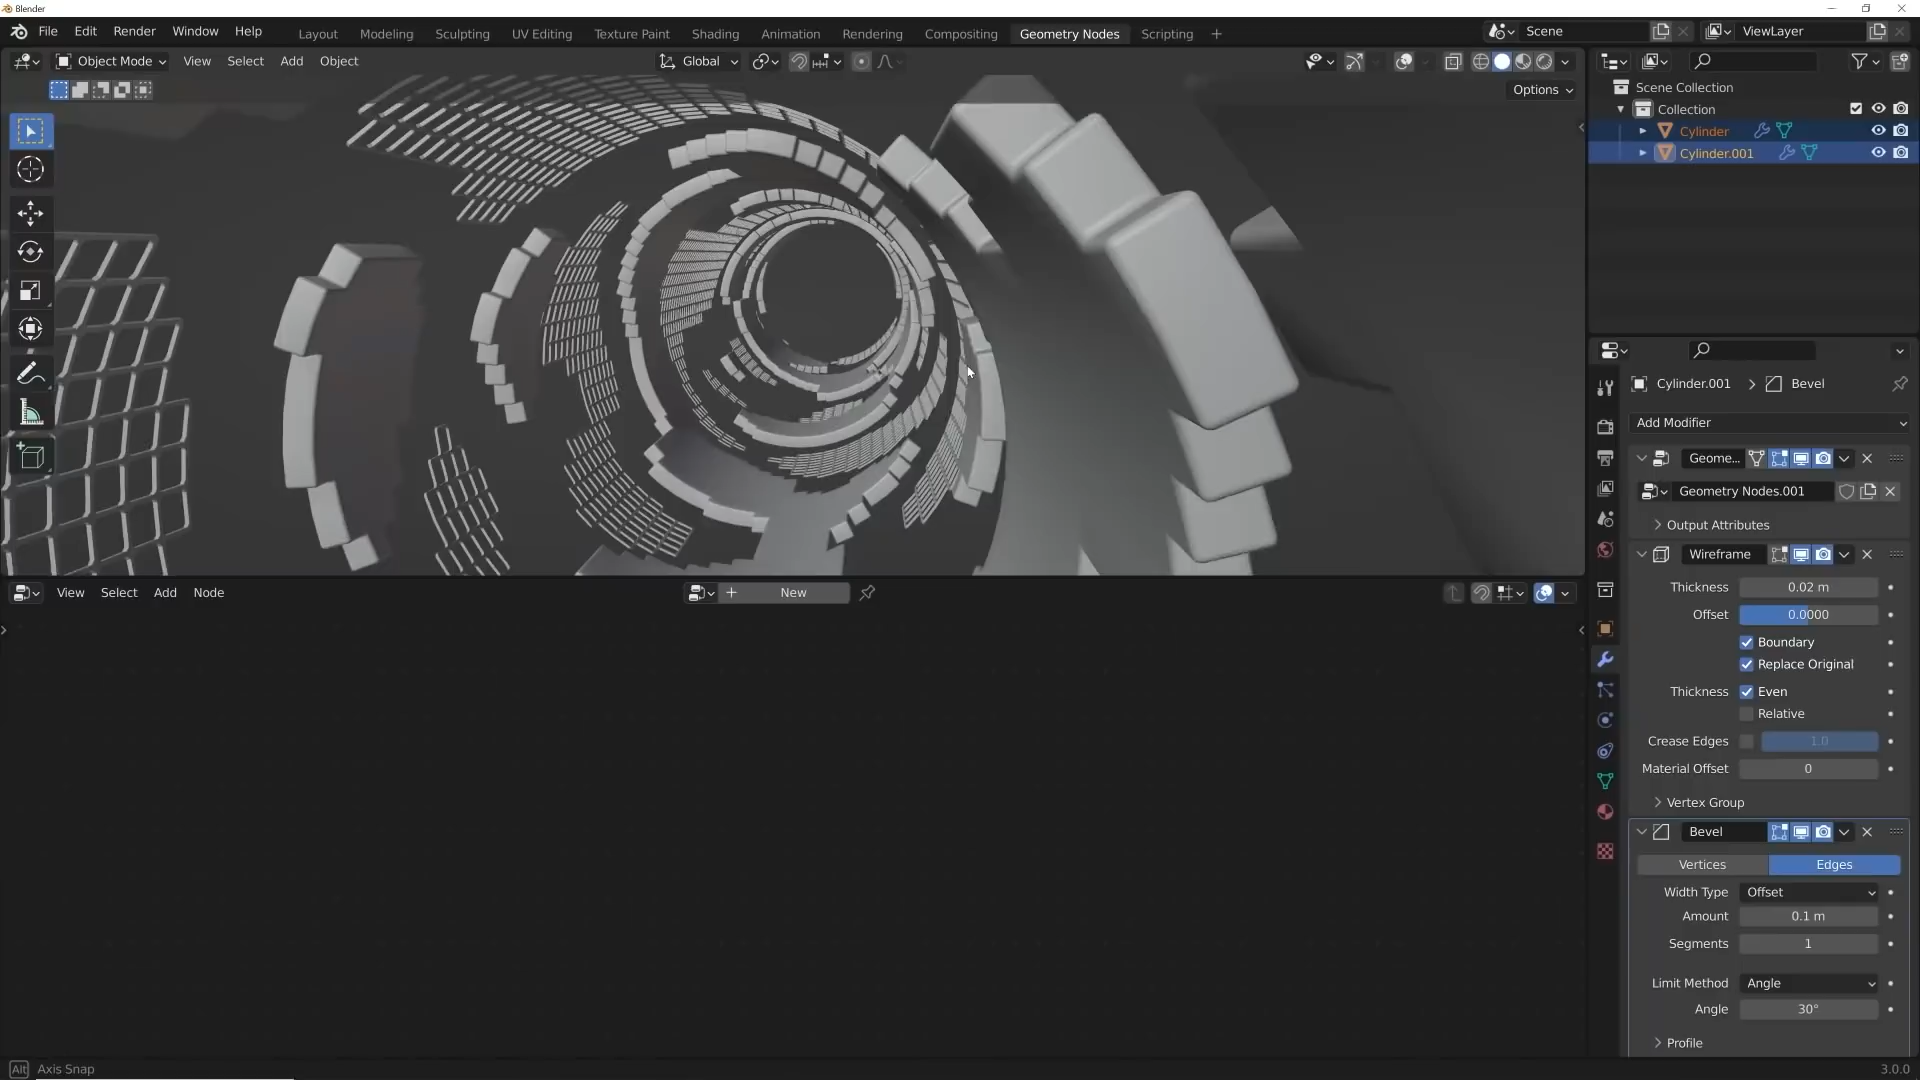 Blender
File Edit Render Window Help
Layout Modeling Sculpting UV Editing Texture Paint Shading Animation Rendering Compositing Geometry Nodes Scripting +
Scene
ViewLayer
Object Mode View Select Add Object
Global
Options
Scene Collection
Collection
Cylinder
Cylinder.001
Cylinder.001 > Bevel
Add Modifier
Geome...
Geometry Nodes.001
Output Attributes
Wireframe
Thickness 0.02 m
Offset 0.0000
Boundary
Replace Original
Thickness Even
Relative
Crease Edges 1.0
Material Offset 0
Vertex Group
Bevel
Vertices Edges
Width Type Offset
Amount 0.1 m
Segments 1
Limit Method Angle
Angle 30°
Profile
View Select Add Node
+ New
Alt Axis Snap
3.0.0